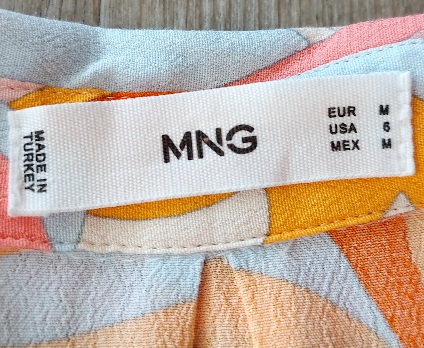 MADE IN
TURKEY
MNG
EUR M
USA 6
MEX M